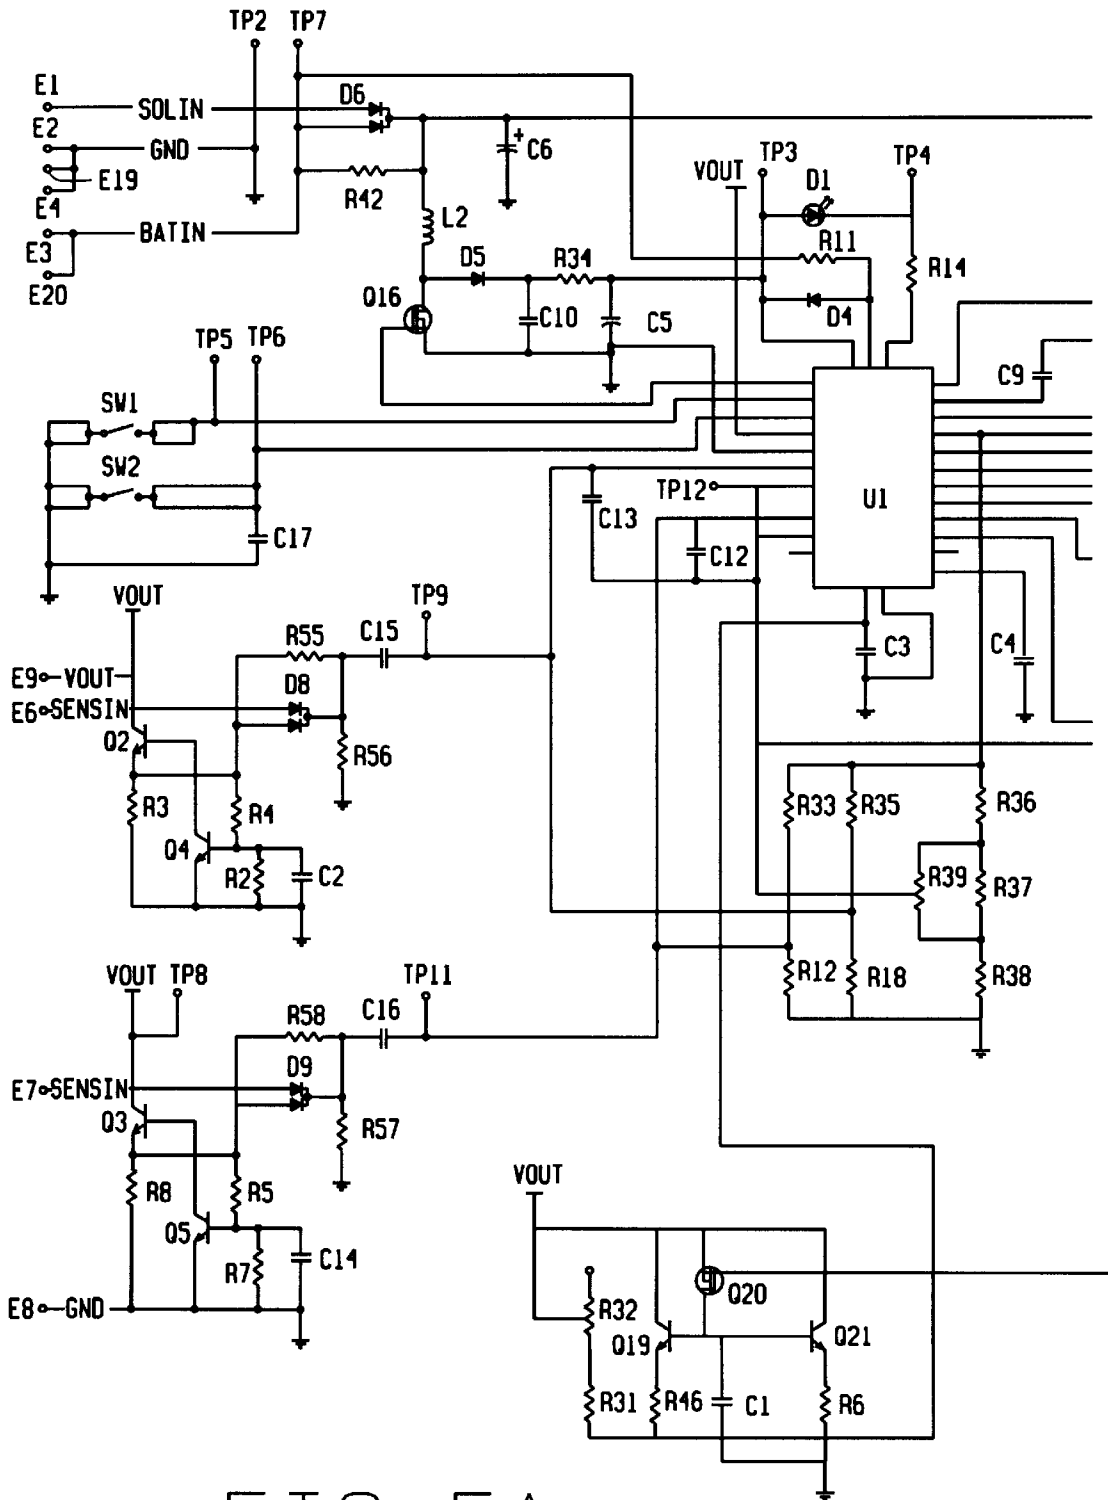 TP2 TP7
E1
SOLIN
D6
E2
GND
C6
E19
R42
E4
TP3
TP4
VOUT
D1
L2
E3
BATIN
R11
D5
R34
R14
E20
Q16
C10
C5
D4
TP5 TP6
C9
SW1
SW2
TP12
U1
C13
C17
C12
VOUT
TP9
R55
C15
C3
C4
E9 VOUT
D8
E6 SENSIN
Q2
R56
R3
R4
R33
R35
R36
Q4
R2
C2
R39
R37
VOUT TP8
TP11
R12
R18
R38
R58
C16
E7 SENSIN
D9
Q3
R57
R8
R5
VOUT
Q5
R7
C14
Q20
E8 GND
R32
Q19
Q21
R31
R46
C1
R6